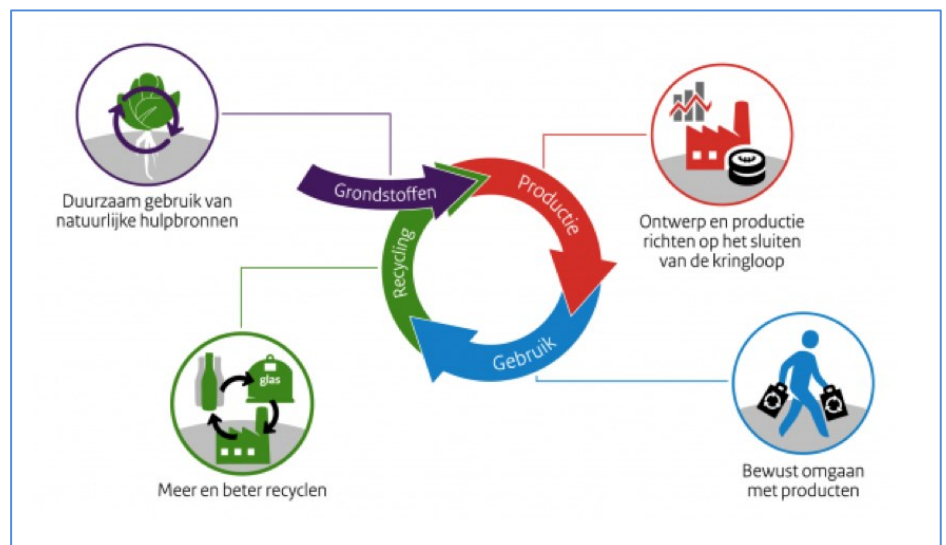 Duurzaam gebruik van
natuurlijke hulpbronnen
Grondstoffen
Productie
Ontwerp en productie
richten op het sluiten
van de kringloop
Recycling
Gebruik
glas
Meer en beter recyclen
Bewust omgaan
met producten